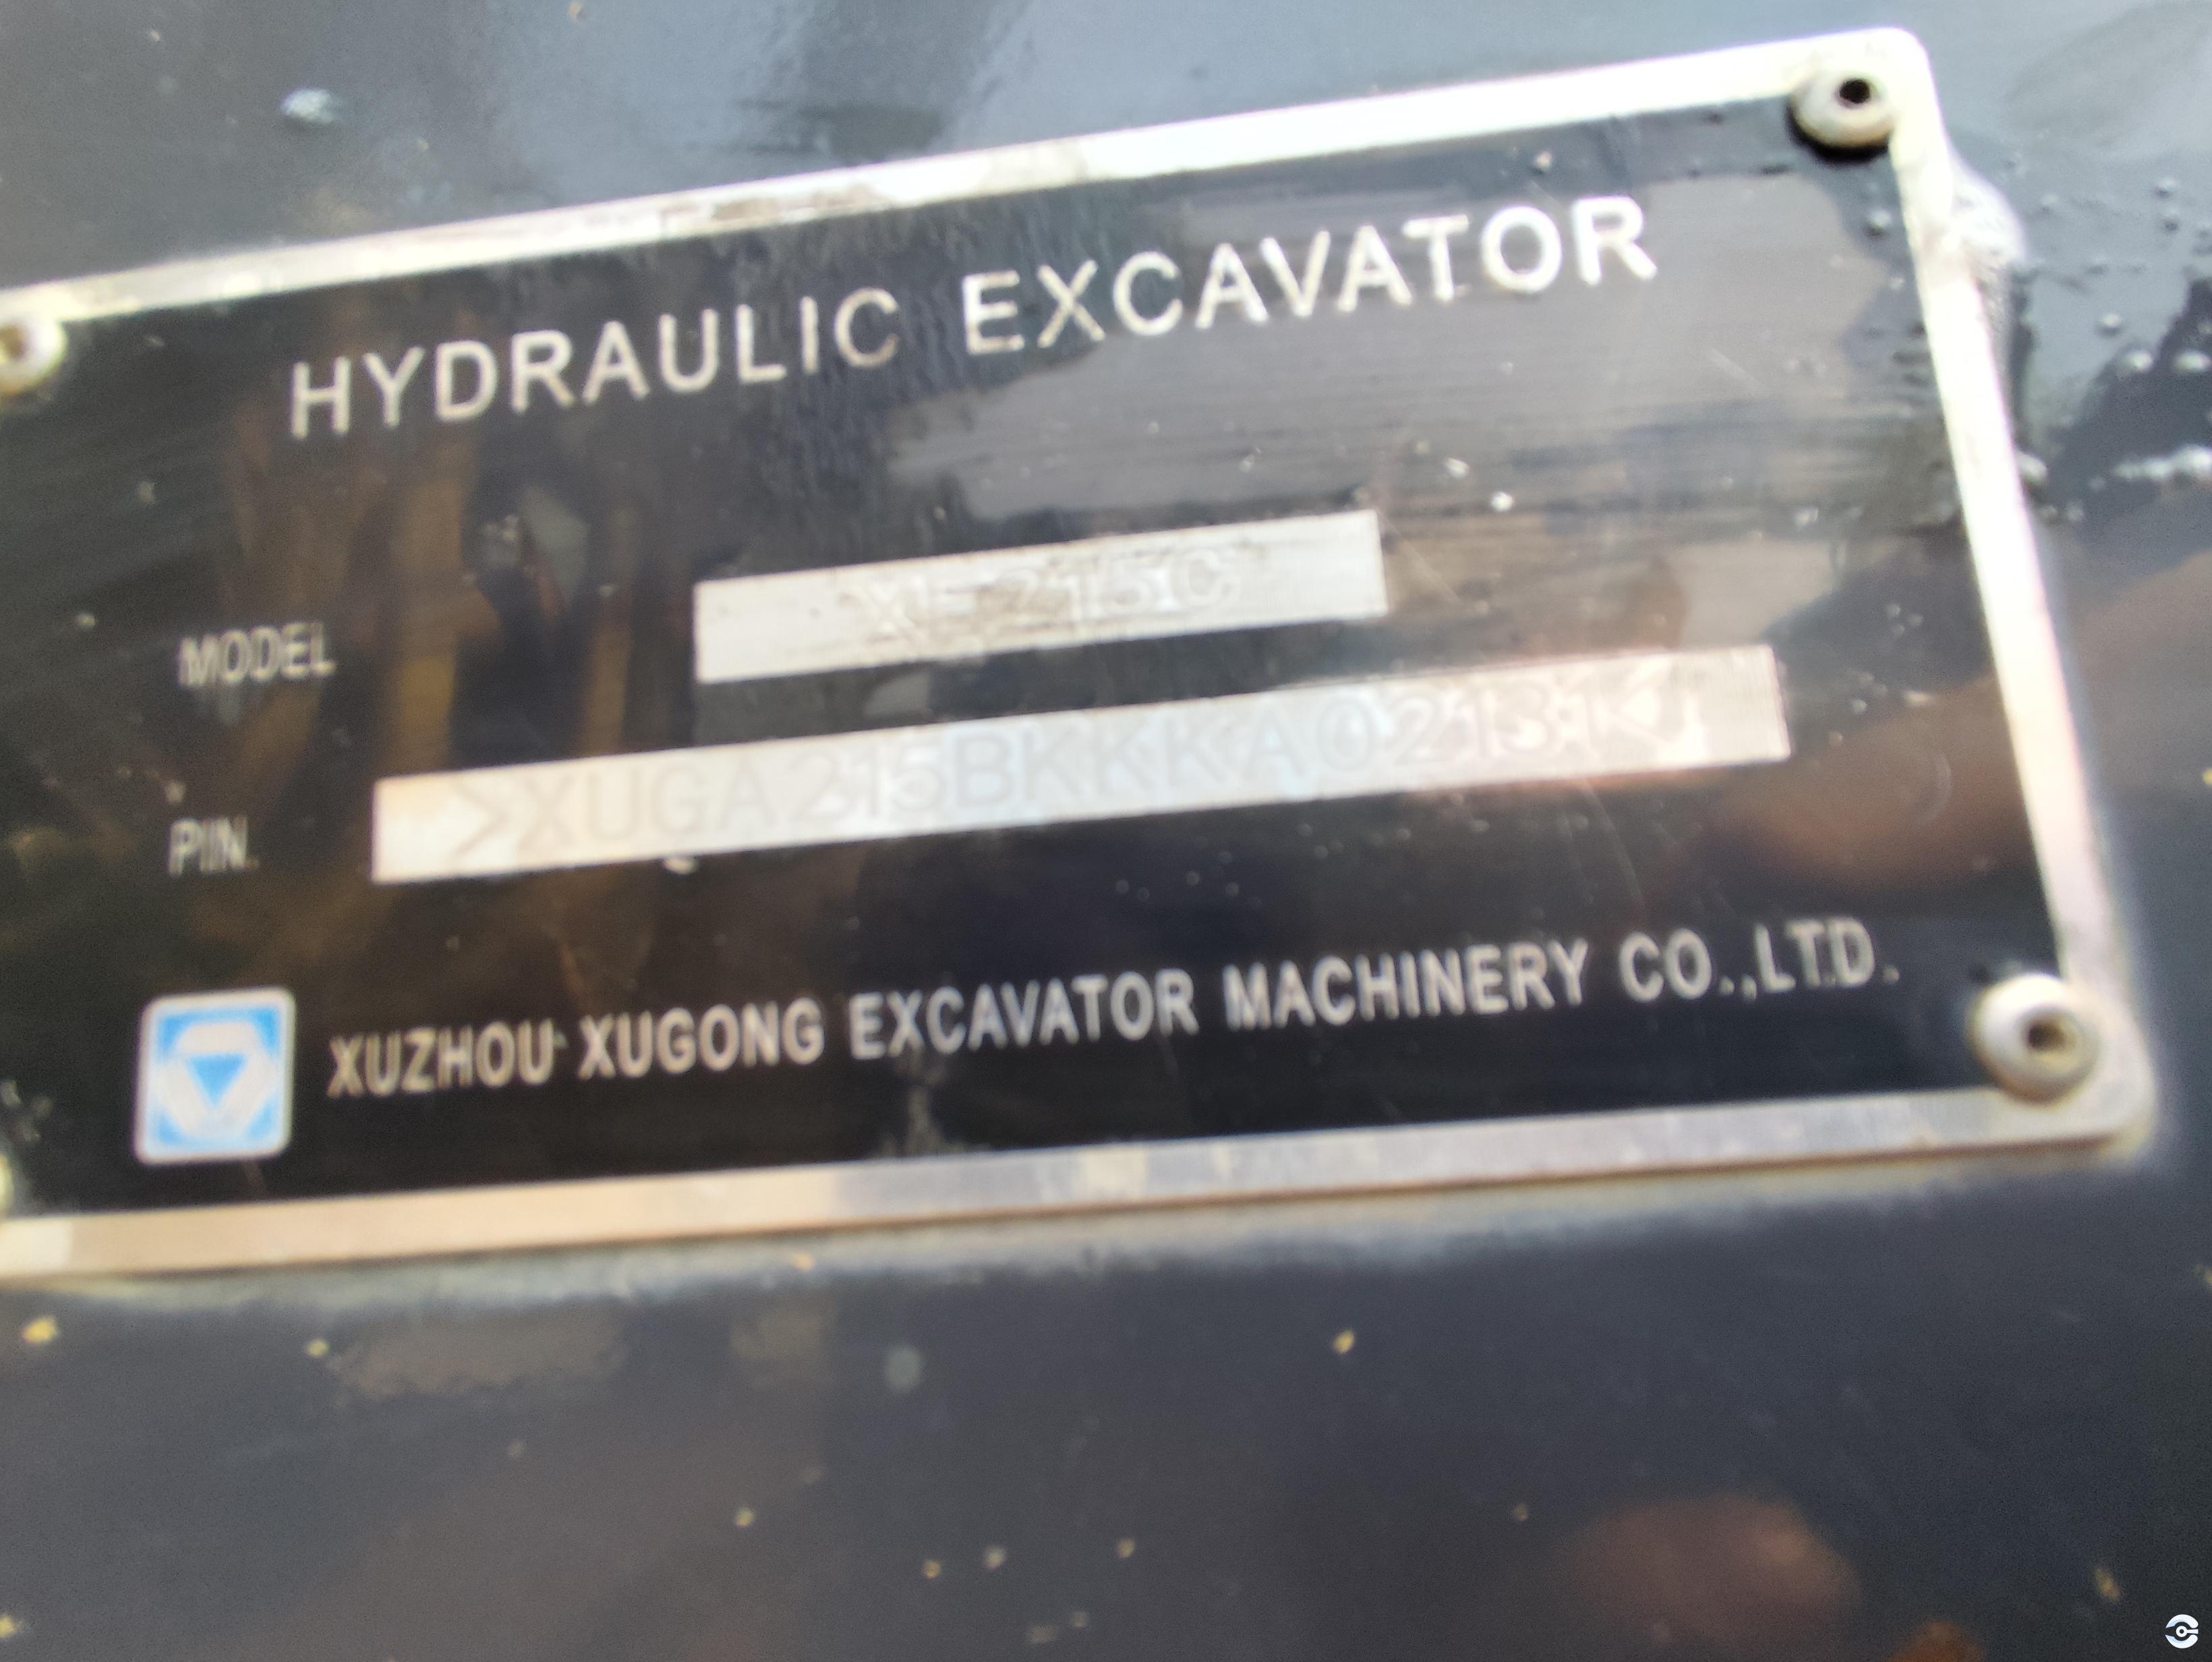 HYDRAULIC EXCAVATOR
MODEL XE215C
PIN >XUGA215BKKKA02131<
XUZHOU XUGONG EXCAVATOR MACHINERY CO.,LTD.